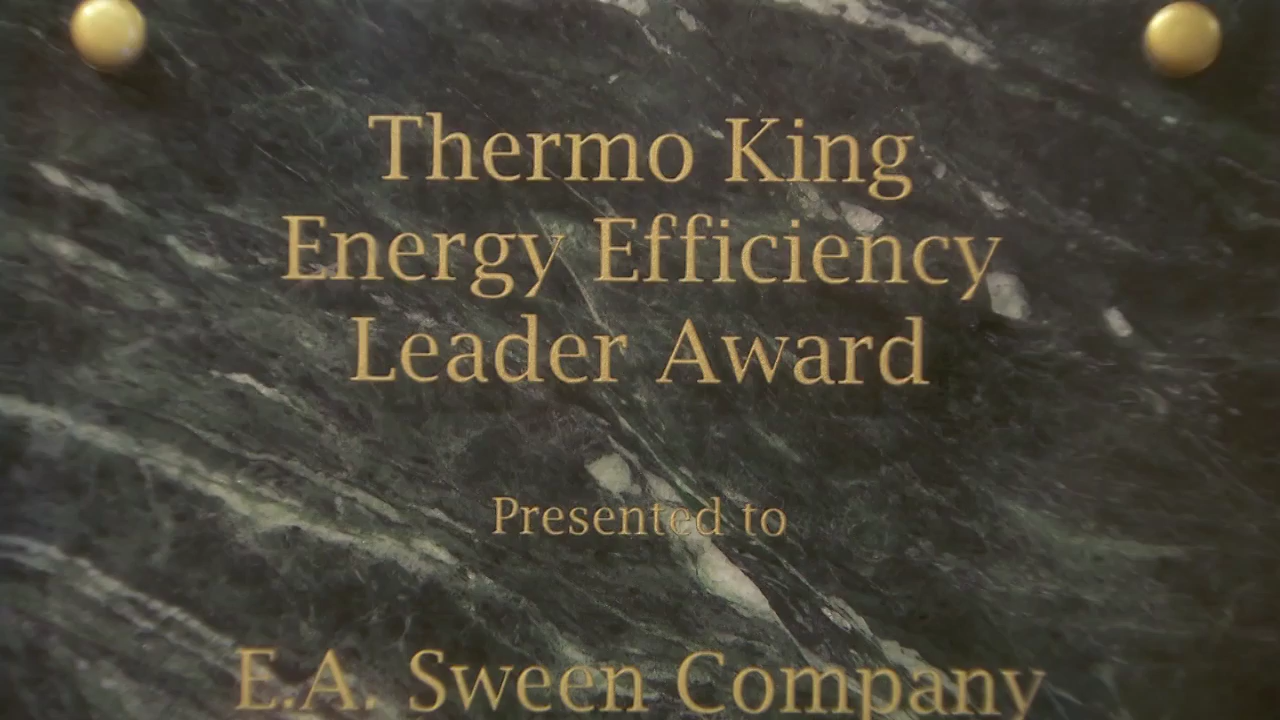 Thermo King
Energy Efficiency
Leader Award
Presented to
E.A. Sween Company